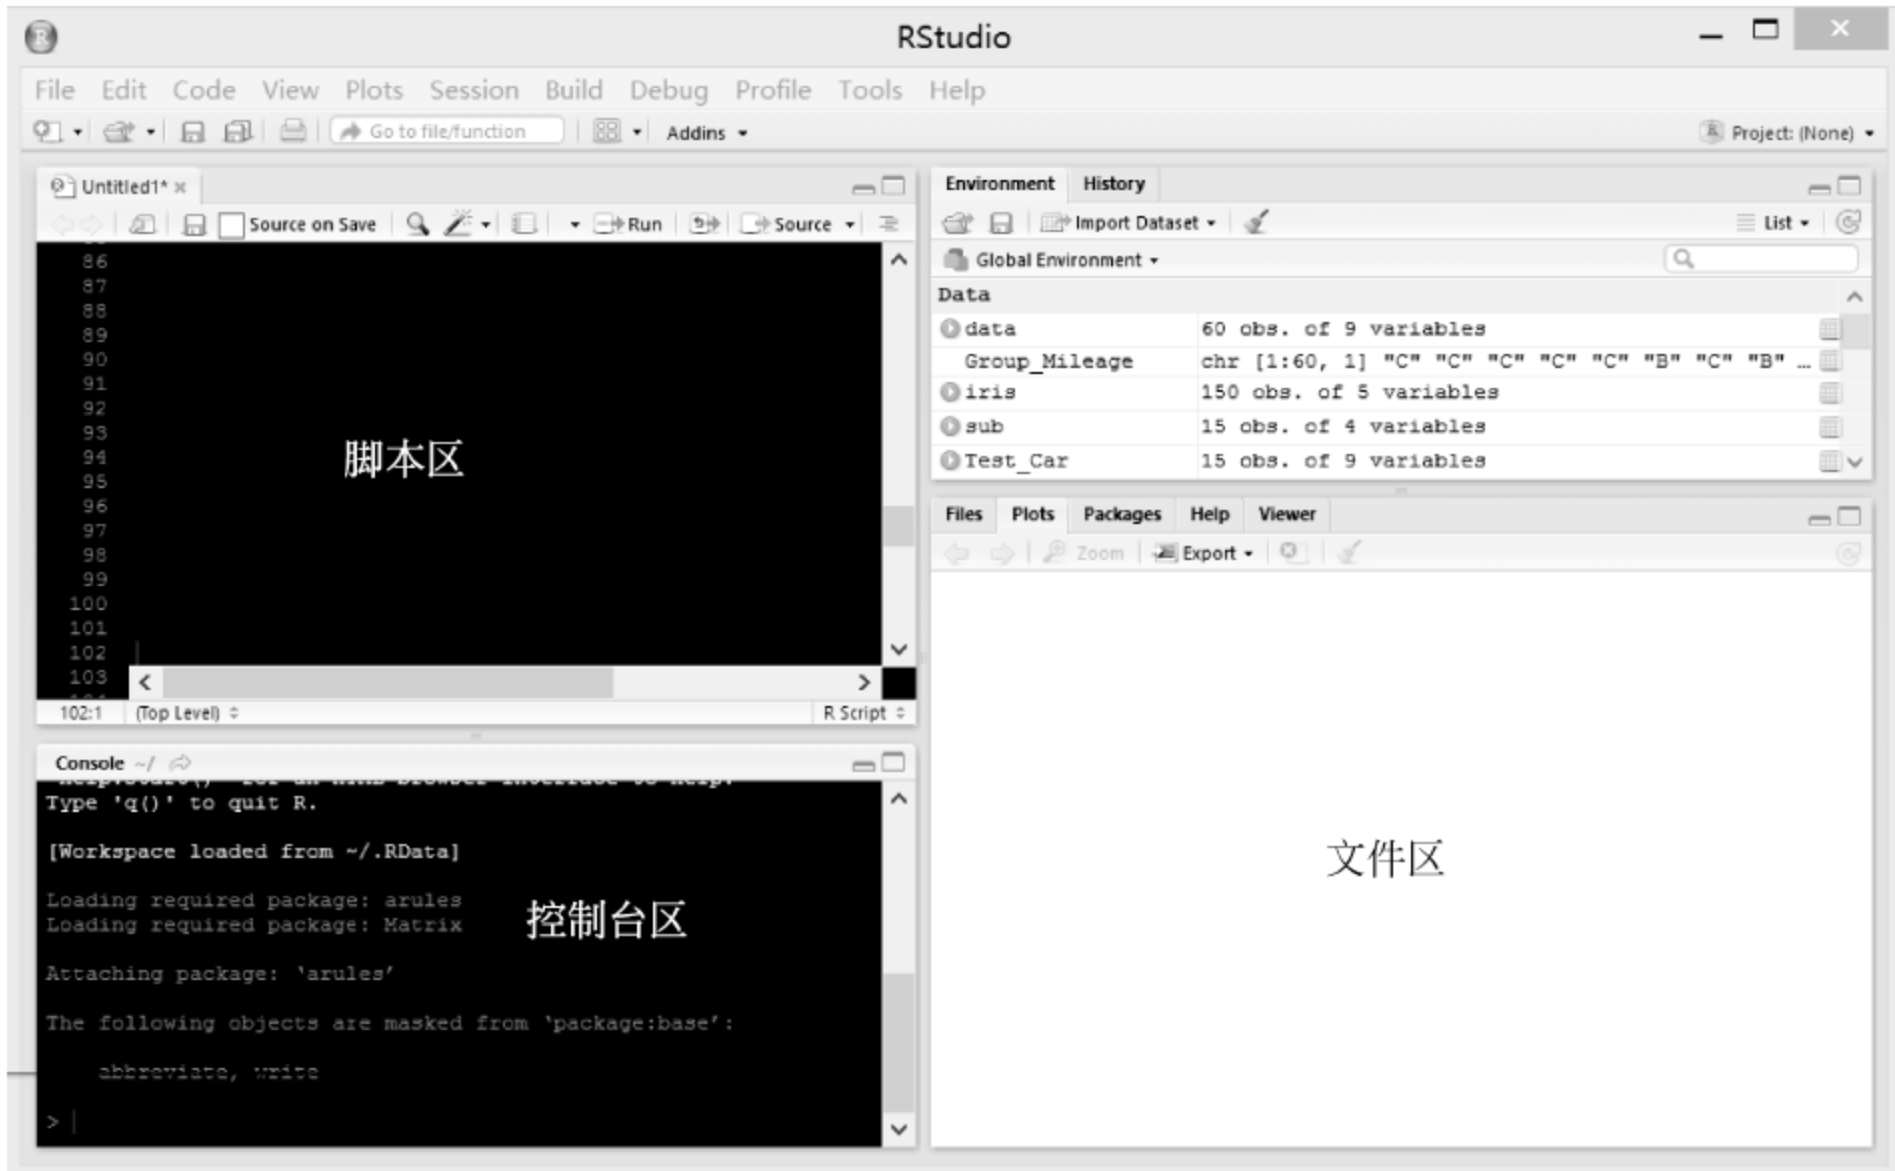 RStudio
File Edit Code View Plots Session Build Debug Profile Tools Help
Go to file/function Addins Project: (None)
Untitled1*
Source on Save Run Source
86
87
88
89
90
91
92
93
94
95
96
97
98
99
100
101
102
103
脚本区
102:1 (Top Level) R Script
Console ~/
Type 'q()' to quit R.
[Workspace loaded from ~/.RData]
Loading required package: arules
Loading required package: Matrix
控制台区
Attaching package: ‘arules’
The following objects are masked from ‘package:base’:
abbreviate, write
>
Environment History
Import Dataset List
Global Environment
Data
data 60 obs. of 9 variables
Group_Mileage chr [1:60, 1] "C" "C" "C" "C" "C" "B" "C" "B" ...
iris 150 obs. of 5 variables
sub 15 obs. of 4 variables
Test_Car 15 obs. of 9 variables
Files Plots Packages Help Viewer
Zoom Export
文件区